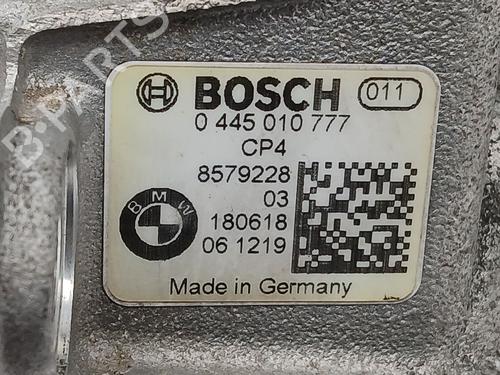 BOSCH 011
0 445 010 777
CP4
8579228
03
BMW
180618
06 1219
Made in Germany
B-PARTS